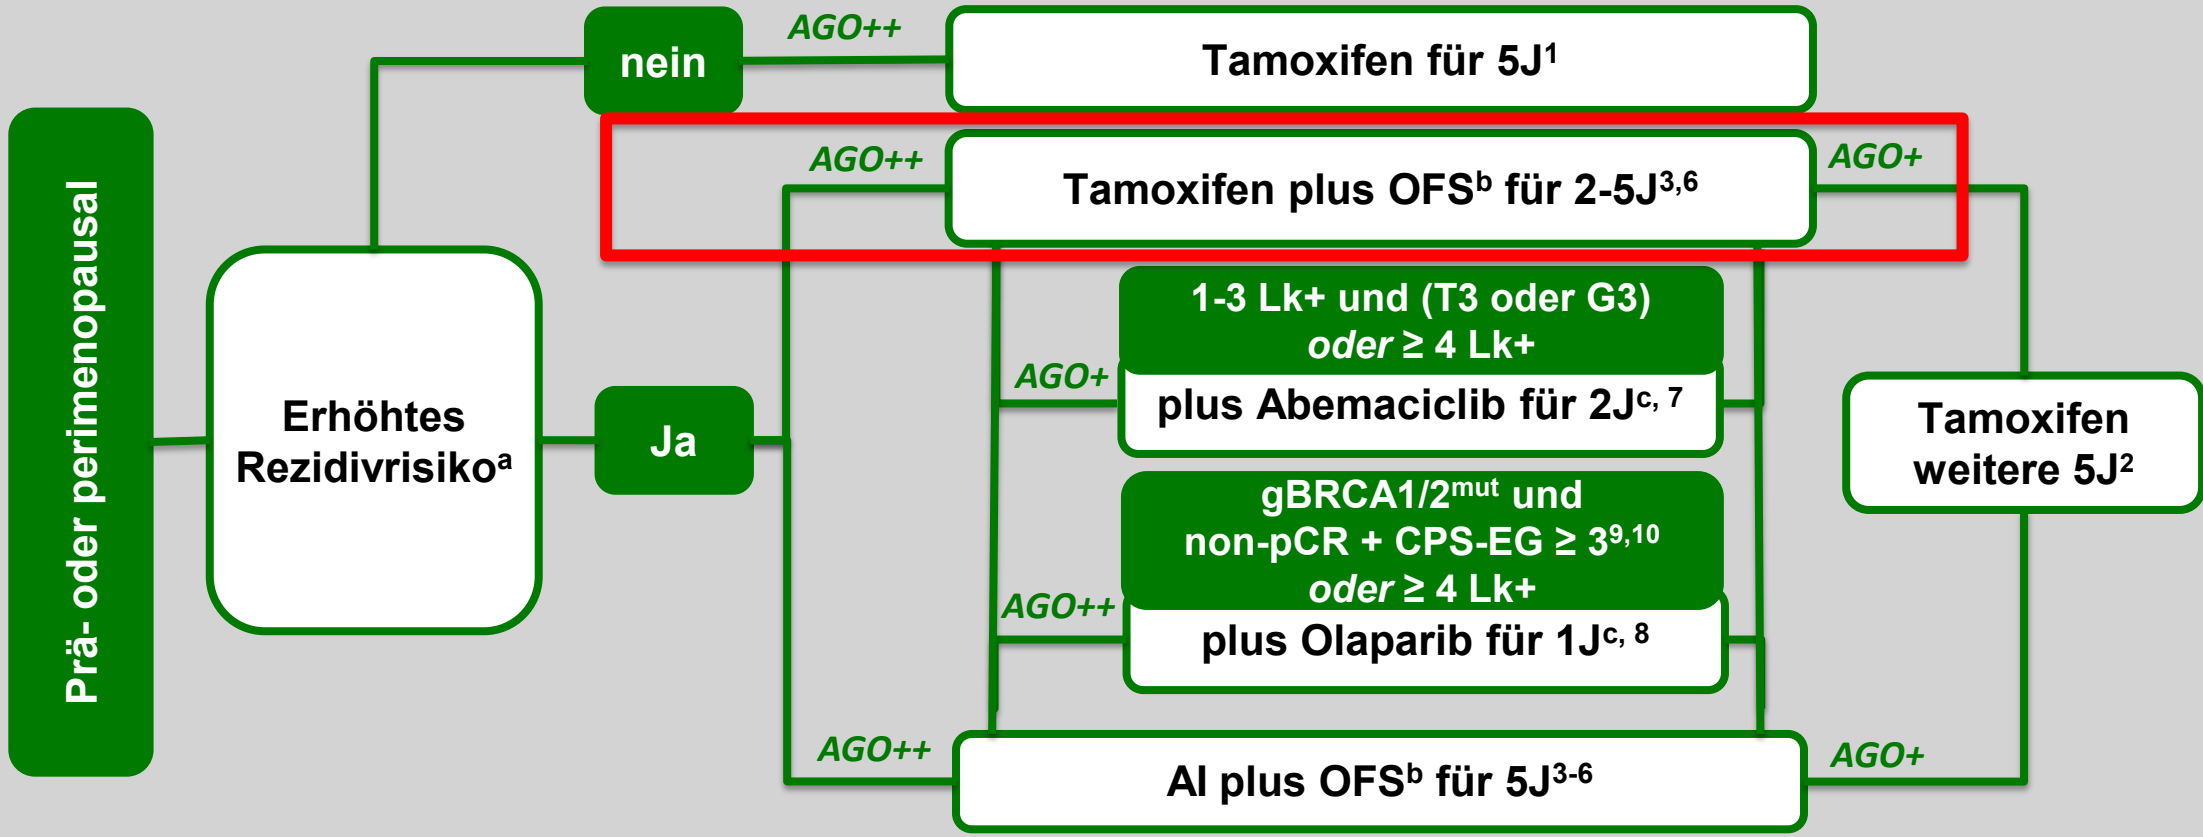 Prä- oder perimenopausal
Erhöhtes
Rezidivrisikoᵃ
nein
AGO++
Tamoxifen für 5J¹
Ja
AGO++
Tamoxifen plus OFSᵇ für 2-5J³,⁶
AGO+
1-3 Lk+ und (T3 oder G3)
oder ≥ 4 Lk+
AGO+
plus Abemaciclib für 2Jᶜ, ⁷
gBRCA1/2ᵐᵘᵗ und
non-pCR + CPS-EG ≥ 3⁹,¹⁰
oder ≥ 4 Lk+
AGO++
plus Olaparib für 1Jᶜ, ⁸
AGO++
AI plus OFSᵇ für 5J³⁻⁶
AGO+
Tamoxifen
weitere 5J²